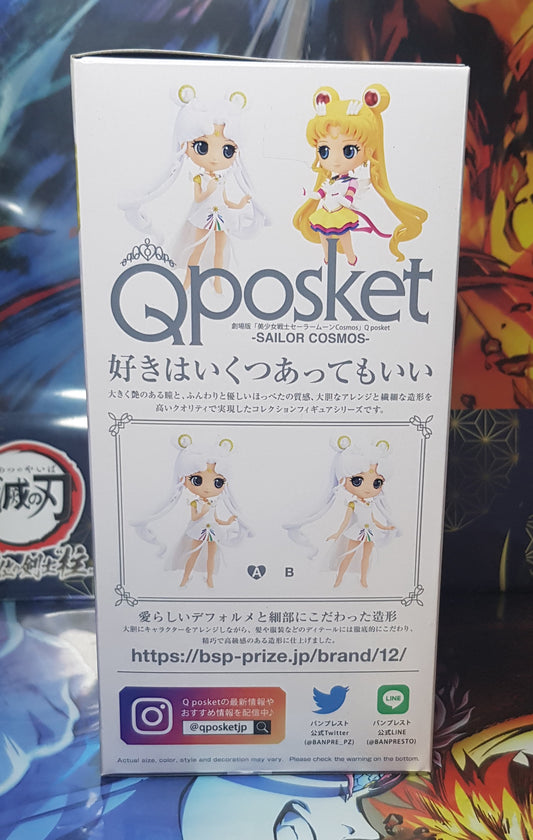 Qposket
劇場版「美少女戦士セーラームーンCosmos」Q posket
-SAILOR COSMOS-
好きはいくつあってもいい
大きく艶のある瞳と、ふんわりと優しいほっぺたの質感、大胆なアレンジと繊細な造形を
高いクオリティで実現したコレクションフィギュアシリーズです。
A B
愛らしいデフォルメと細部にこだわった造形
大胆にキャラクターをアレンジしながら、髪や服装などのディテールには徹底的にこだわり、
精巧で高級感のある造形に仕上げました。
https://bsp-prize.jp/brand/12/
Q posketの最新情報や
おすすめ情報を配信中♪
@qposketjp
バンプレスト
公式Twitter
(@BANPRE_PZ)
LINE
バンプレスト
公式LINE
(@BANPRESTO)
Actual size, color, style and decoration may vary. Please check the warning on the bottom.
滅の刃